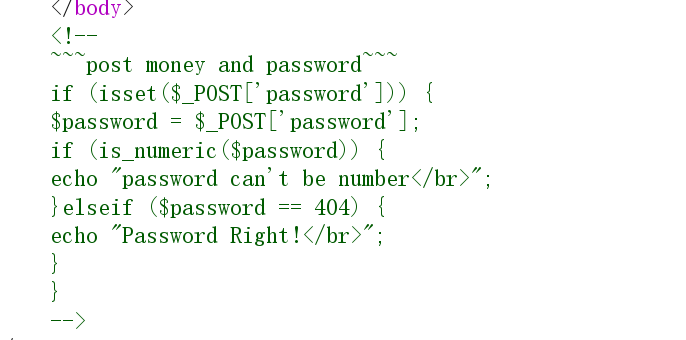 </body>
<!--
~~~post money and password~~~
if (isset($_POST['password'])) {
$password = $_POST['password'];
if (is_numeric($password)) {
echo "password can't be number</br>";
}elseif ($password == 404) {
echo "Password Right!</br>";
}
}
-->